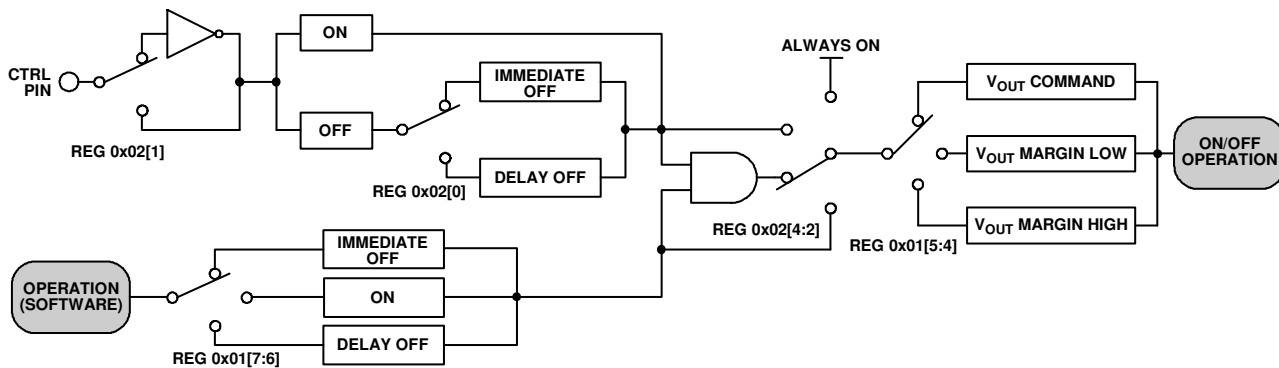 CTRL
PIN
REG 0x02[1]
ON
OFF
IMMEDIATE
OFF
DELAY OFF
REG 0x02[0]
ALWAYS ON
REG 0x02[4:2]
VOUT COMMAND
VOUT MARGIN LOW
VOUT MARGIN HIGH
REG 0x01[5:4]
ON/OFF
OPERATION
OPERATION
(SOFTWARE)
IMMEDIATE
OFF
ON
DELAY OFF
REG 0x01[7:6]